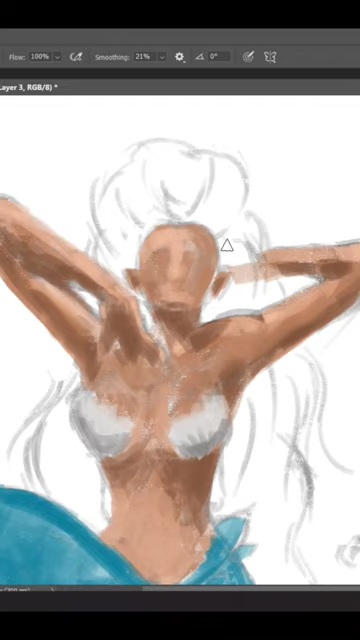 Flow: 100% Smoothing: 21% 0°
Layer 3, RGB/8) *